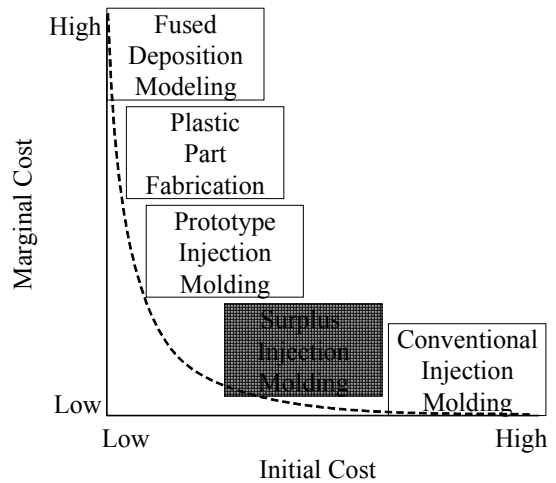 High
Fused
Deposition
Modeling
Plastic
Part
Fabrication
Prototype
Injection
Molding
Surplus
Injection
Molding
Conventional
Injection
Molding
Marginal Cost
Low
Low
High
Initial Cost